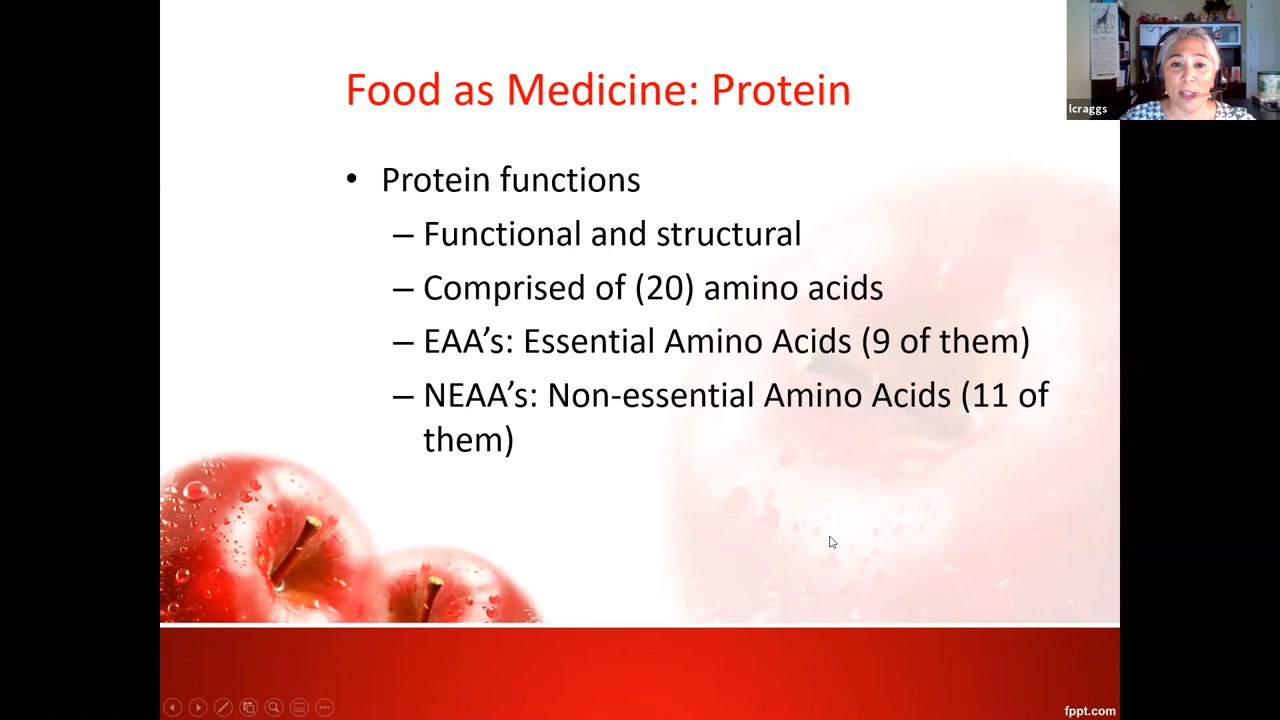 Food as Medicine: Protein
lcraggs
• Protein functions
– Functional and structural
– Comprised of (20) amino acids
– EAA’s: Essential Amino Acids (9 of them)
– NEAA’s: Non-essential Amino Acids (11 of
them)
fppt.com